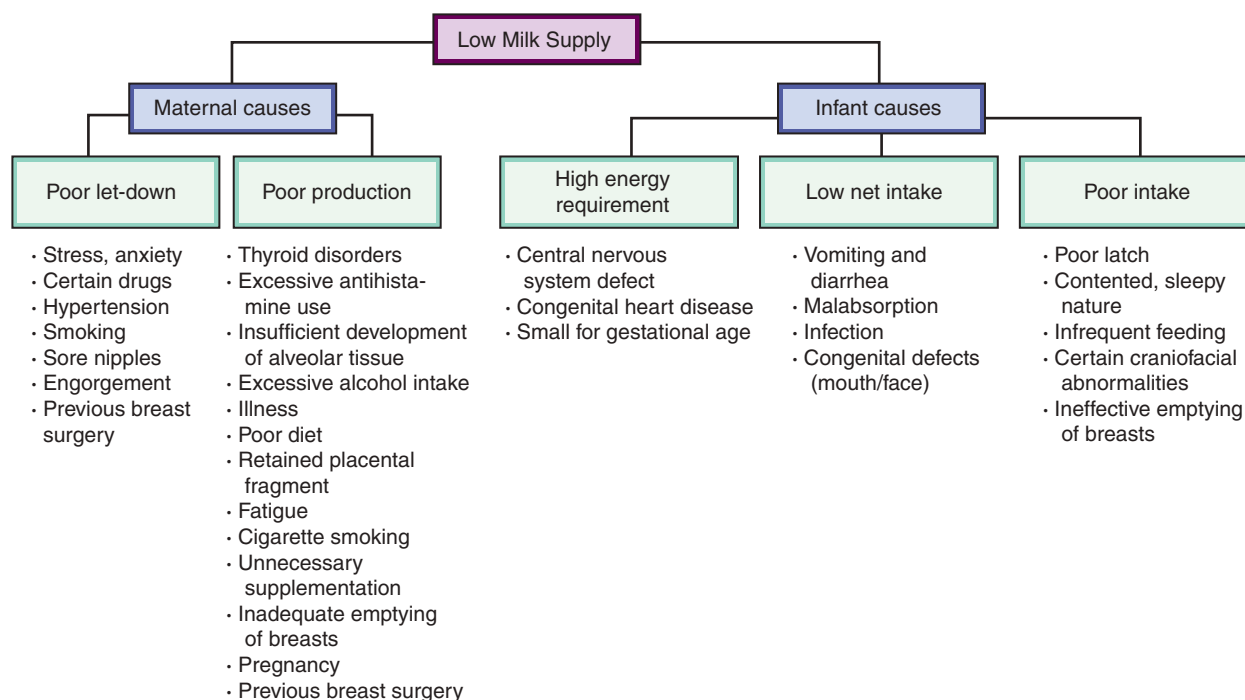 Low Milk Supply
Maternal causes
Infant causes
Poor let-down
Poor production
High energy
requirement
Low net intake
Poor intake
· Stress, anxiety
· Certain drugs
· Hypertension
· Smoking
· Sore nipples
· Engorgement
· Previous breast
surgery
· Thyroid disorders
· Excessive antihista-
mine use
· Insufficient development
of alveolar tissue
· Excessive alcohol intake
· Illness
· Poor diet
· Retained placental
fragment
· Fatigue
· Cigarette smoking
· Unnecessary
supplementation
· Inadequate emptying
of breasts
· Pregnancy
· Previous breast surgery
· Central nervous
system defect
· Congenital heart disease
· Small for gestational age
· Vomiting and
diarrhea
· Malabsorption
· Infection
· Congenital defects
(mouth/face)
· Poor latch
· Contented, sleepy
nature
· Infrequent feeding
· Certain craniofacial
abnormalities
· Ineffective emptying
of breasts